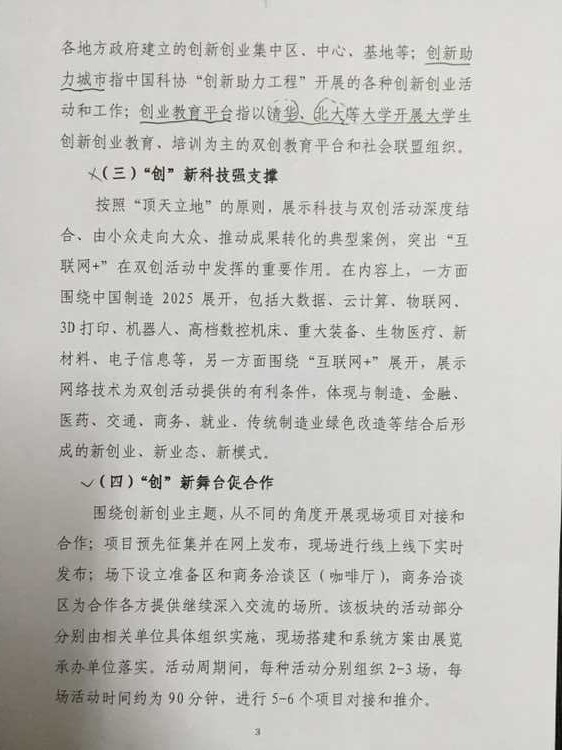 各地方政府建立的创新创业集中区、中心、基地等；创新助
力城市指中国科协“创新助力工程”开展的各种创新创业活
动和工作；创业教育平台指以清华、北大等大学开展大学生
创新创业教育、培训为主的双创教育平台和社会联盟组织。
（三）“创”新科技强支撑
按照“顶天立地”的原则，展示科技与双创活动深度结
合、由小众走向大众、推动成果转化的典型案例，突出“互
联网+”在双创活动中发挥的重要作用。在内容上，一方面
围绕中国制造 2025 展开，包括大数据、云计算、物联网、
3D打印、机器人、高档数控机床、重大装备、生物医疗、新
材料、电子信息等，另一方面围绕“互联网+”展开，展示
网络技术为双创活动提供的有利条件，体现与制造、金融、
医药、交通、商务、就业、传统制造业绿色改造等结合后形
成的新创业、新业态、新模式。
（四）“创”新舞台促合作
围绕创新创业主题，从不同的角度开展现场项目对接和
合作；项目预先征集并在网上发布，现场进行线上线下实时
发布；场下设立准备区和商务洽谈区（咖啡厅），商务洽谈
区为合作各方提供继续深入交流的场所。该板块的活动部分
分别由相关单位具体组织实施，现场搭建和系统方案由展览
承办单位落实。活动周期间，每种活动分别组织 2-3 场，每
场活动时间约为 90 分钟，进行 5-6 个项目对接和推介。
3